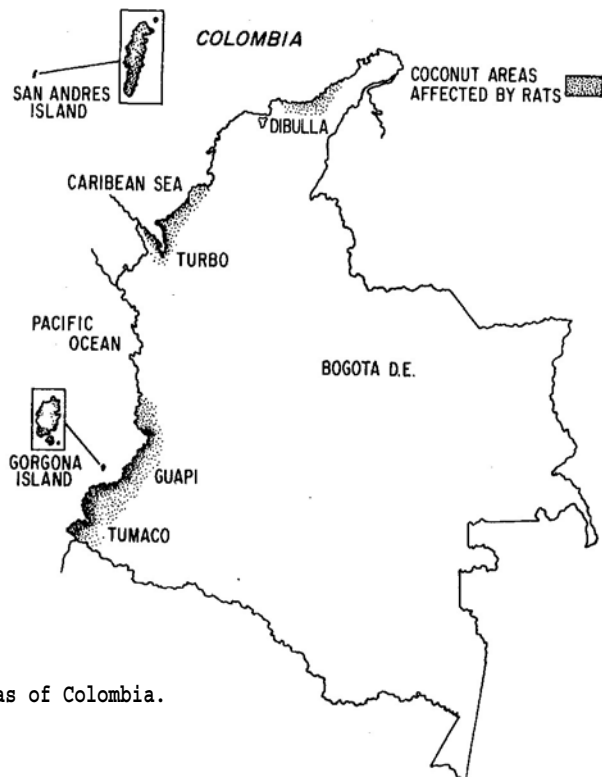 COLOMBIA
SAN ANDRES
ISLAND
COCONUT AREAS
AFFECTED BY RATS
DIBULLA
CARIBEAN SEA
TURBO
PACIFIC
OCEAN
BOGOTA D.E.
GORGONA
ISLAND
GUAPI
TUMACO
as of Colombia.